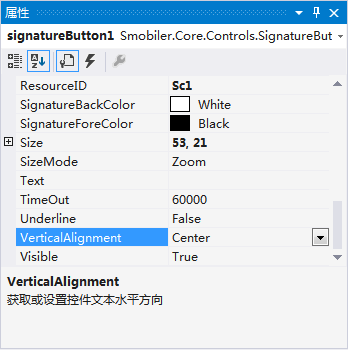 属性
signatureButton1 Smobiler.Core.Controls.SignatureBut
ResourceID Sc1
SignatureBackColor White
SignatureForeColor Black
Size 53, 21
SizeMode Zoom
Text
TimeOut 60000
Underline False
VerticalAlignment Center
Visible True
VerticalAlignment
获取或设置控件文本水平方向